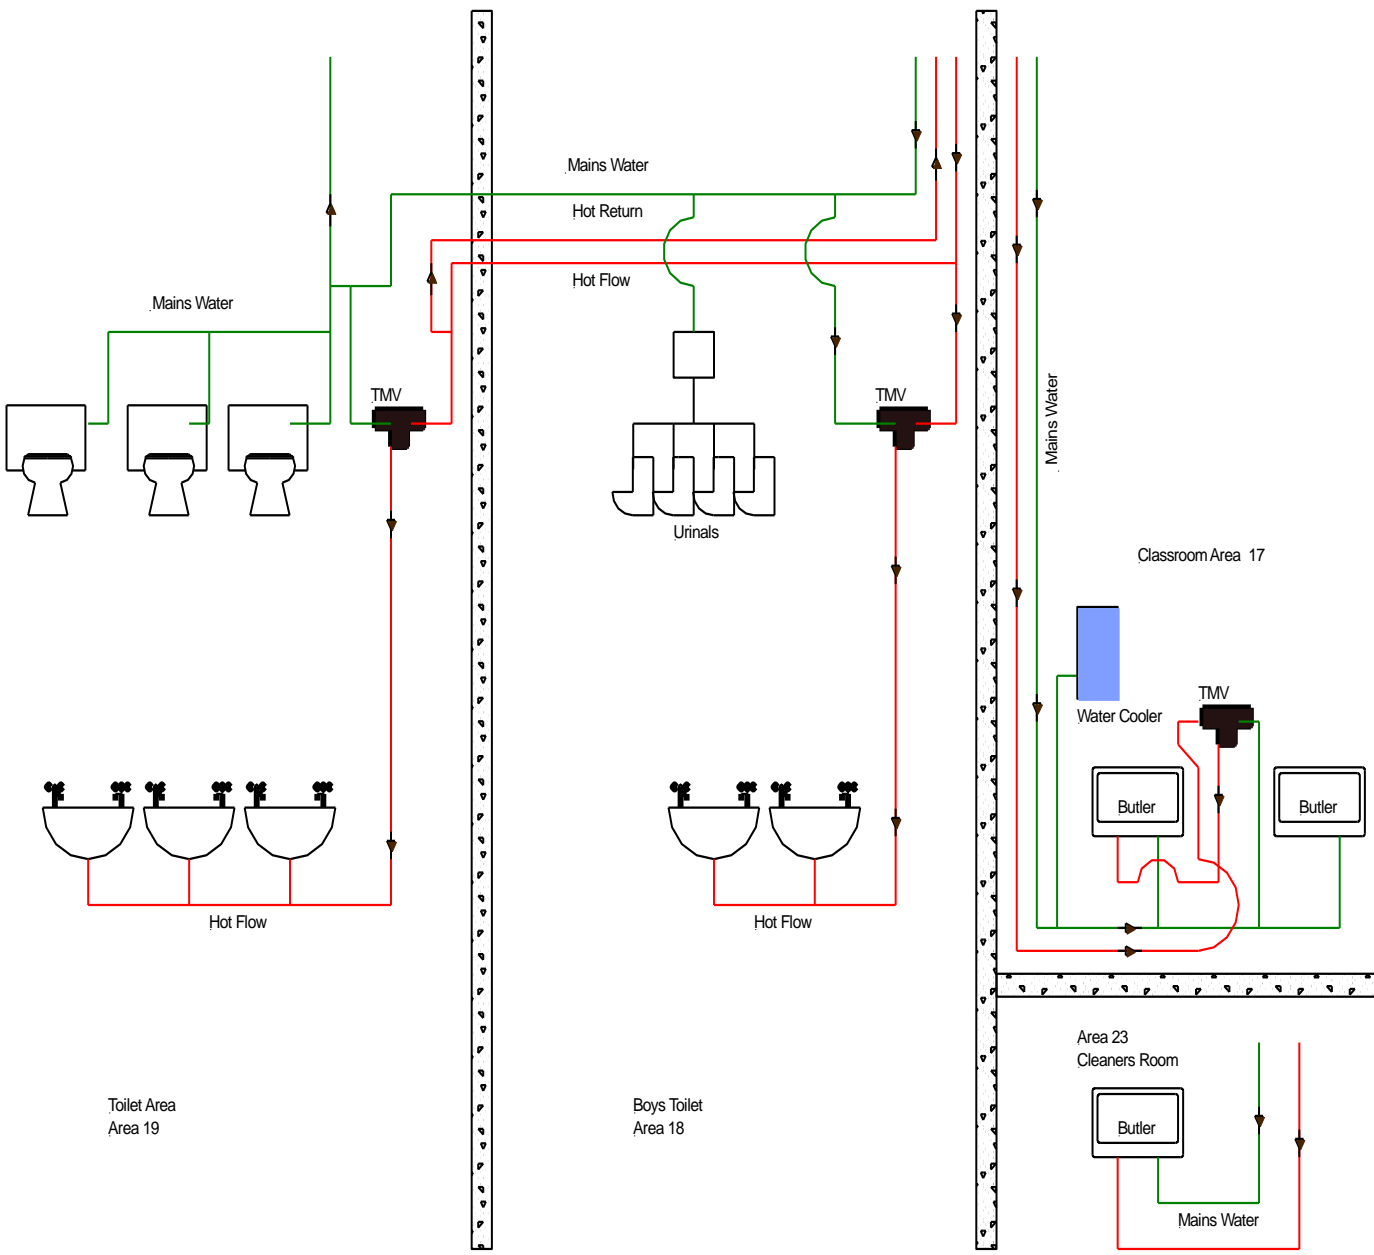 Mains Water
Hot Return
Hot Flow
Mains Water
TMV
TMV
Mains Water
Urinals
Classroom Area 17
TMV
Water Cooler
Butler
Butler
Hot Flow
Hot Flow
Area 23
Cleaners Room
Toilet Area
Area 19
Boys Toilet
Area 18
Butler
Mains Water